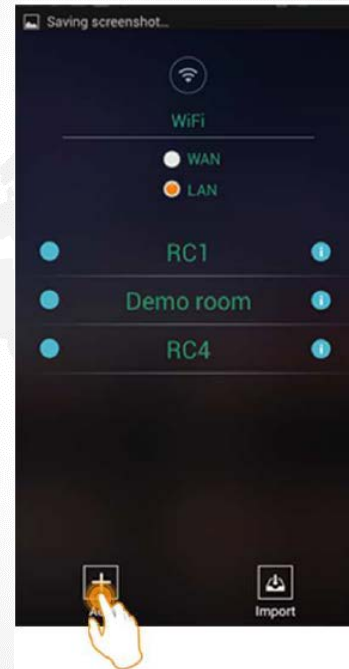 Saving screenshot...
WiFi
WAN
LAN
RC1
Demo room
RC4
Import